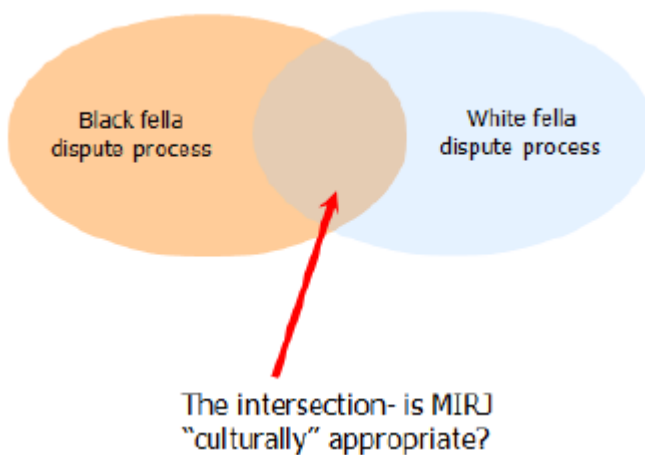 Black fella
dispute process
White fella
dispute process
The intersection- is MIRJ
“culturally” appropriate?